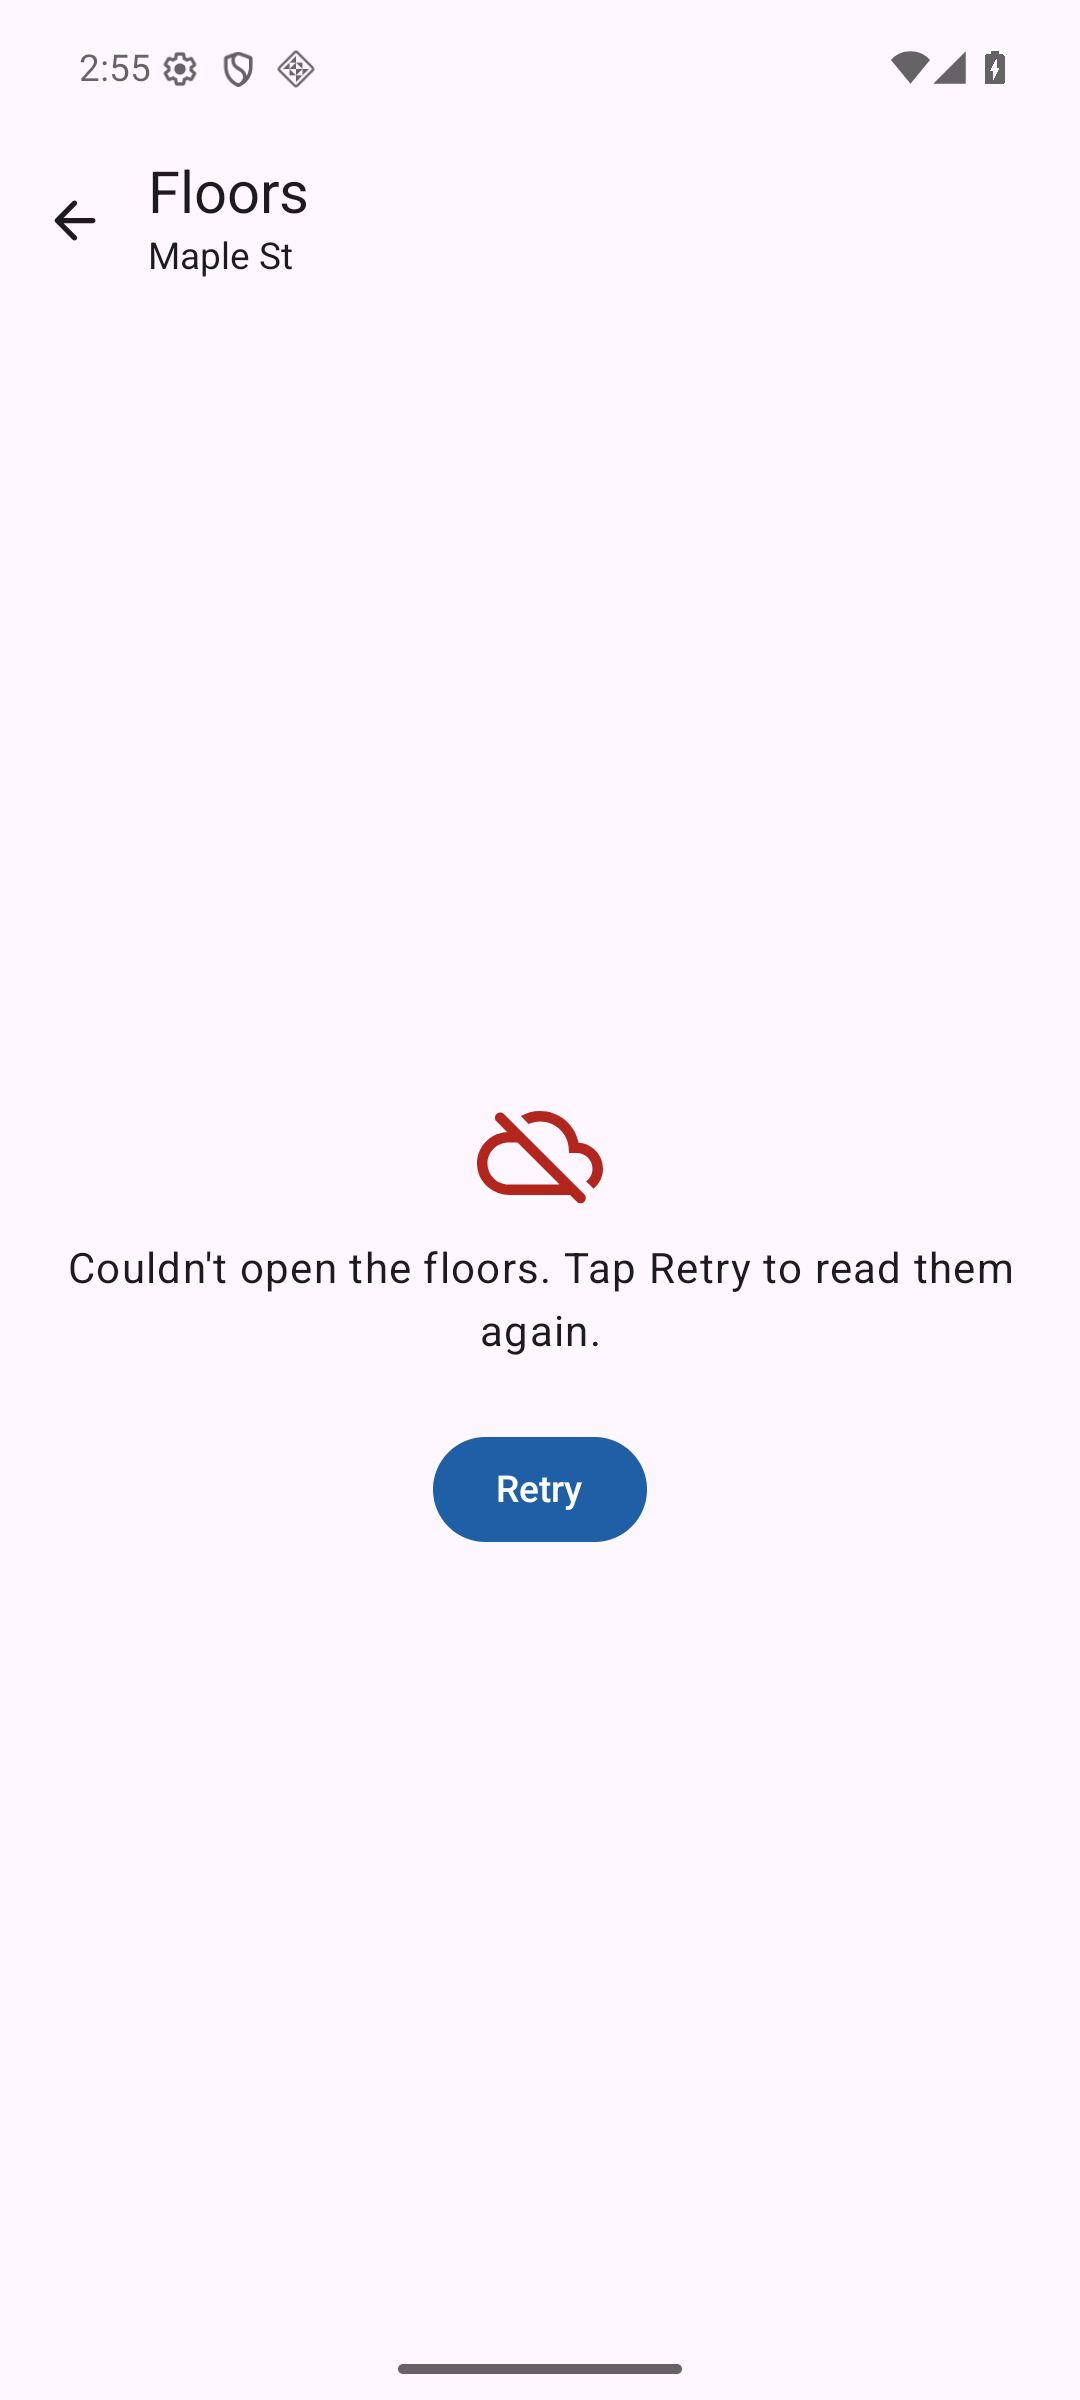 2:55
Floors
Maple St
Couldn't open the floors. Tap Retry to read them
again.
Retry